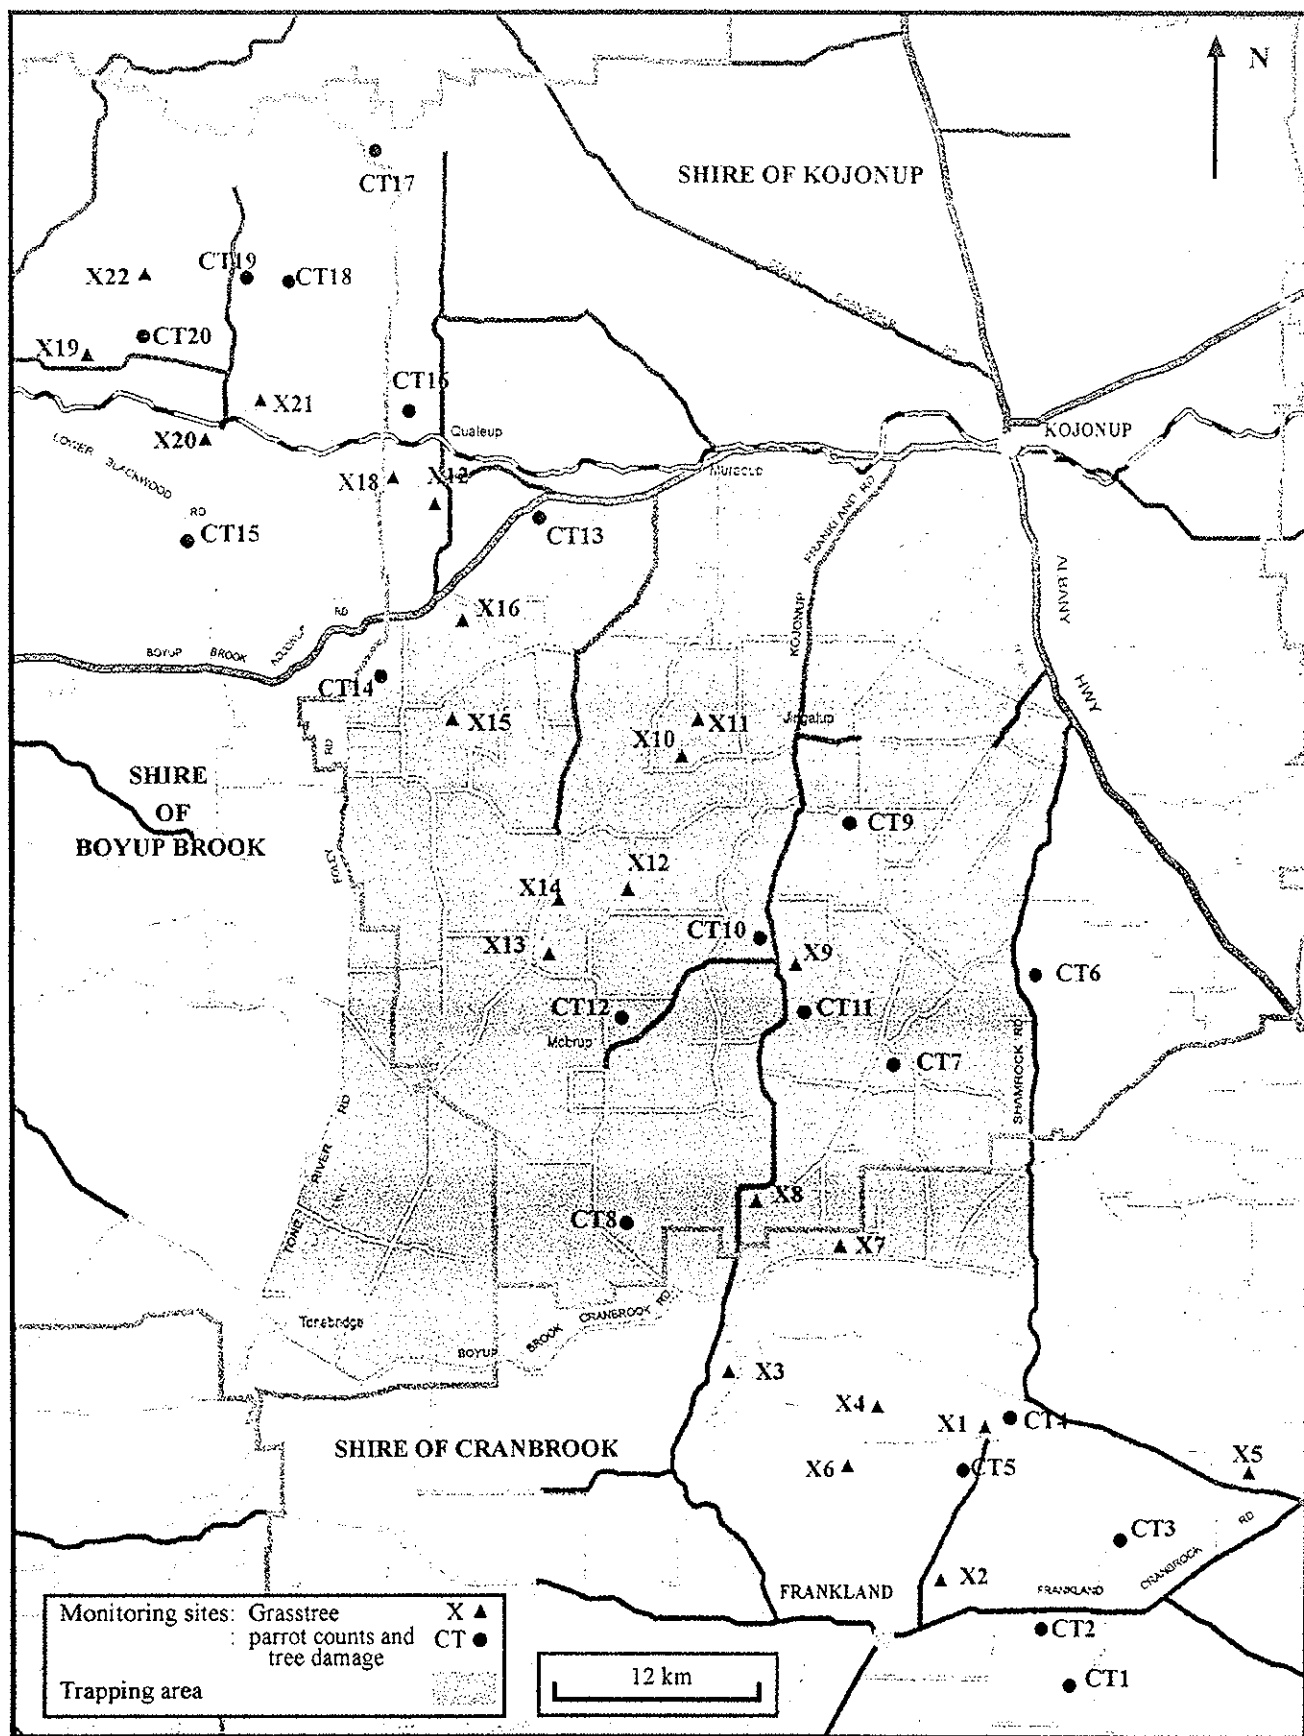 N
SHIRE OF KOJONUP
CT17
X22
CT19
CT18
CT20
X19
CT16
X21
X20
Qualeup
KOJONUP
LOWER BLACKWOOD RD
X18
X12
CT15
CT13
FRANKLAND RD
KOJONUP
ALBANY
HWY
X16
BOYUP BROOK KOJONUP RD
CT14
X15
X11
X10
Jingalup
RD
SHIRE
OF
BOYUP BROOK
CT9
X12
X14
X13
CT10
X9
CT6
CT12
CT11
Mobrup
CT7
SHAMROCK RD
TONE RIVER RD
X8
CT8
X7
Tonebridge
BOYUP BROOK CRANBROOK RD
X3
X4
X1
CT4
SHIRE OF CRANBROOK
X6
CT5
X5
CT3
FRANKLAND
X2
FRANKLAND CRANBROOK RD
CT2
CT1
Monitoring sites: Grasstree X
: parrot counts and CT
tree damage
Trapping area
12 km